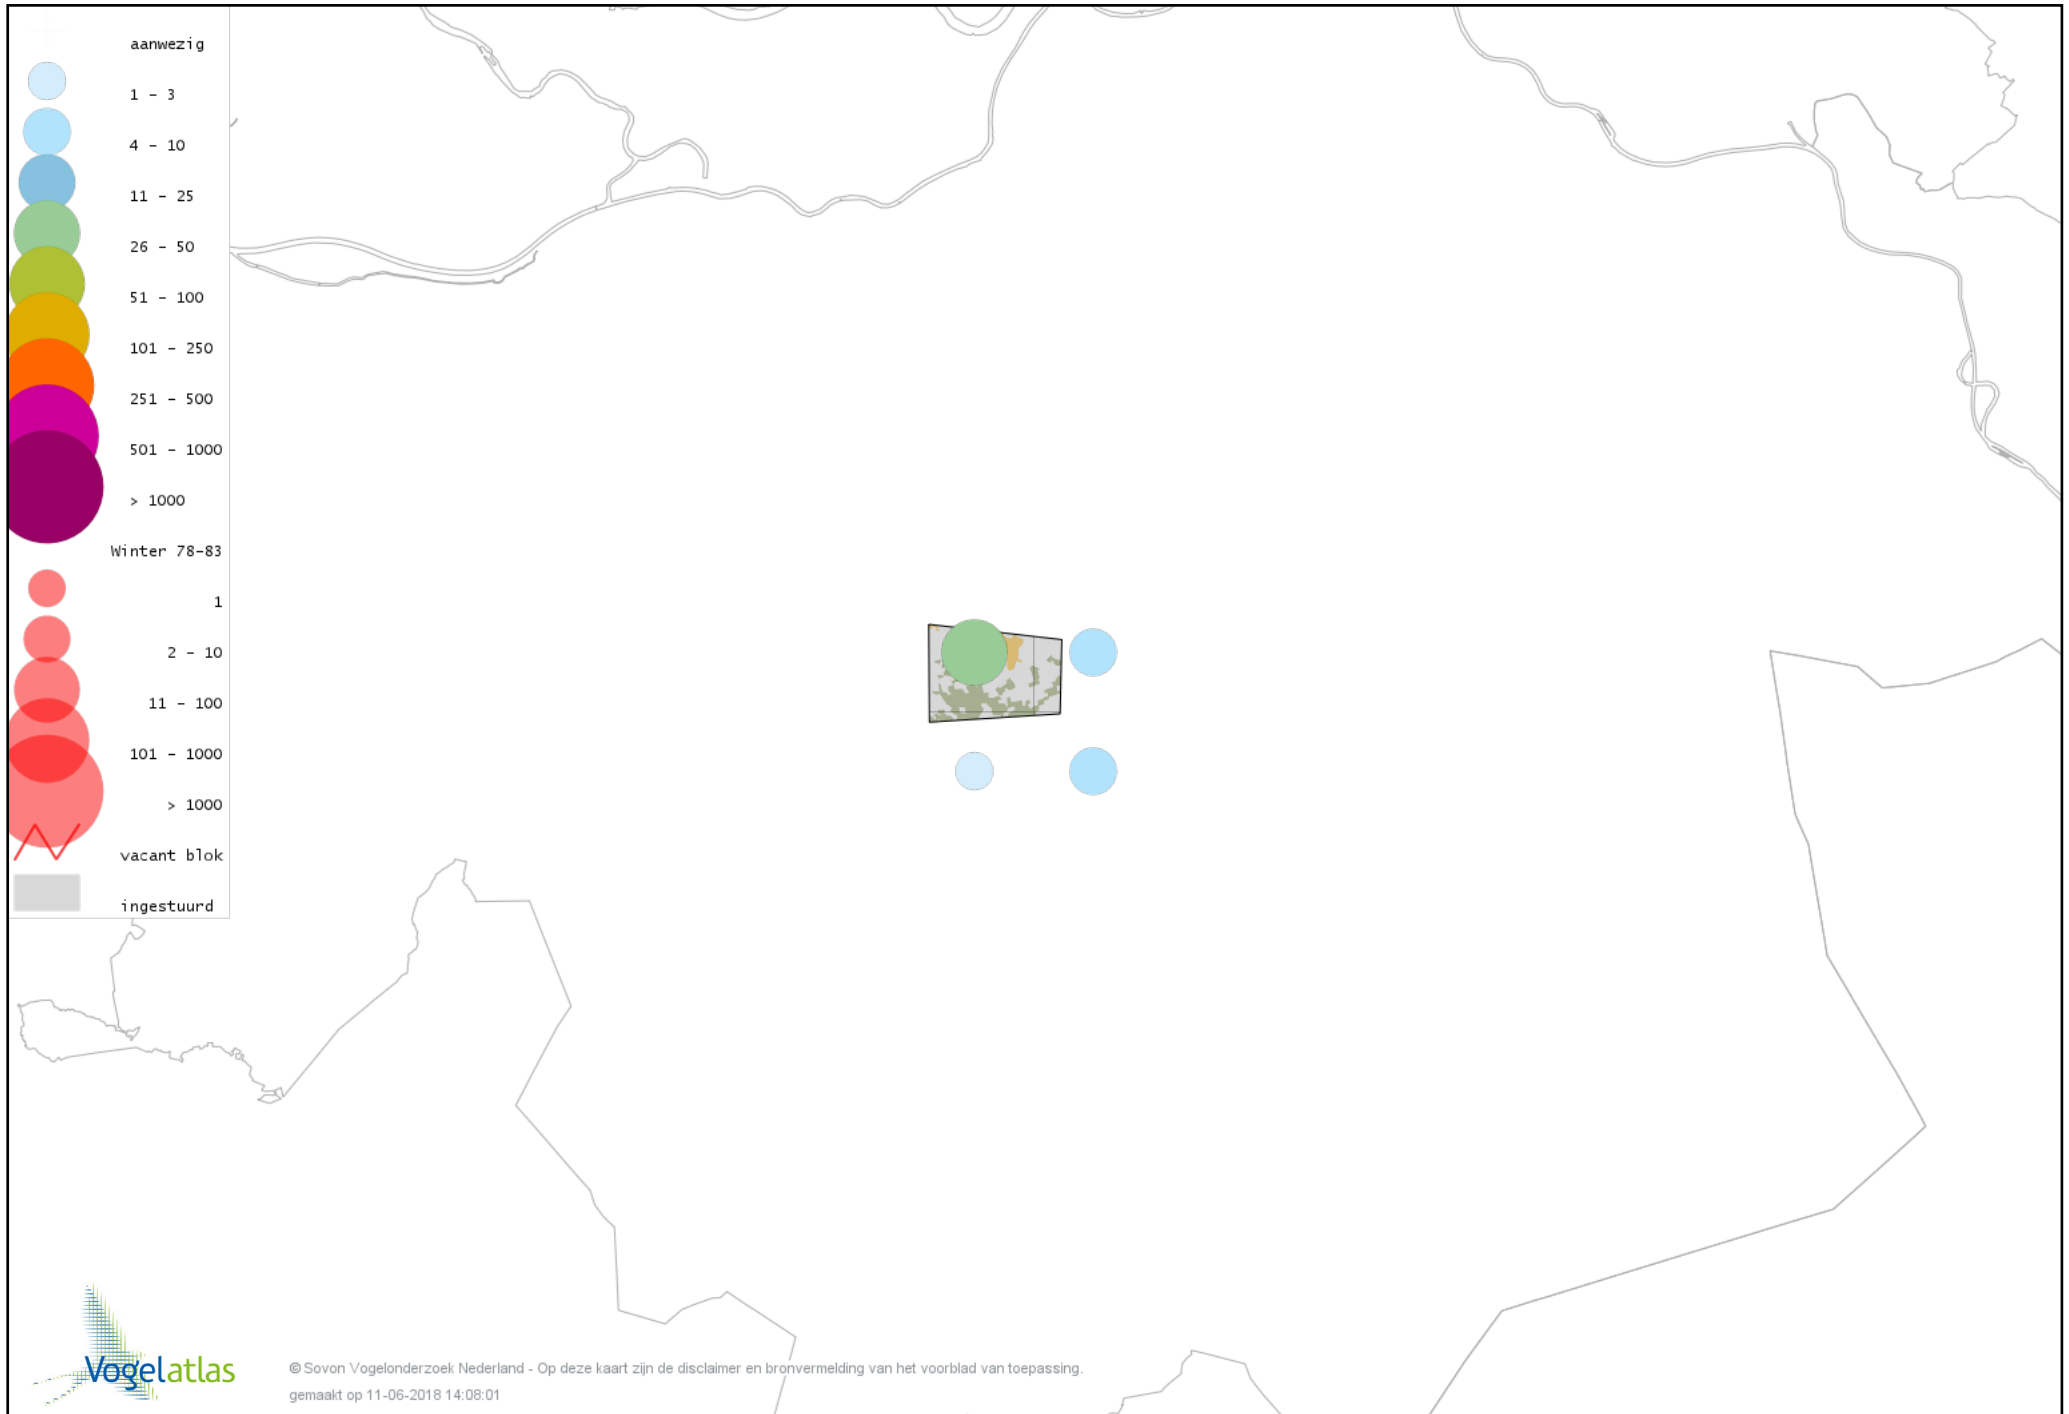 aanwezig
1 - 3
4 - 10
11 - 25
26 - 50
51 - 100
101 - 250
251 - 500
501 - 1000
> 1000
Winter 78-83
1
2 - 10
11 - 100
101 - 1000
> 1000
vacant blok
ingestuurd
Vogelatlas
© Sovon Vogelonderzoek Nederland - Op deze kaart zijn de disclaimer en bronvermelding van het voorblad van toepassing.
gemaakt op 11-06-2018 14:08:01